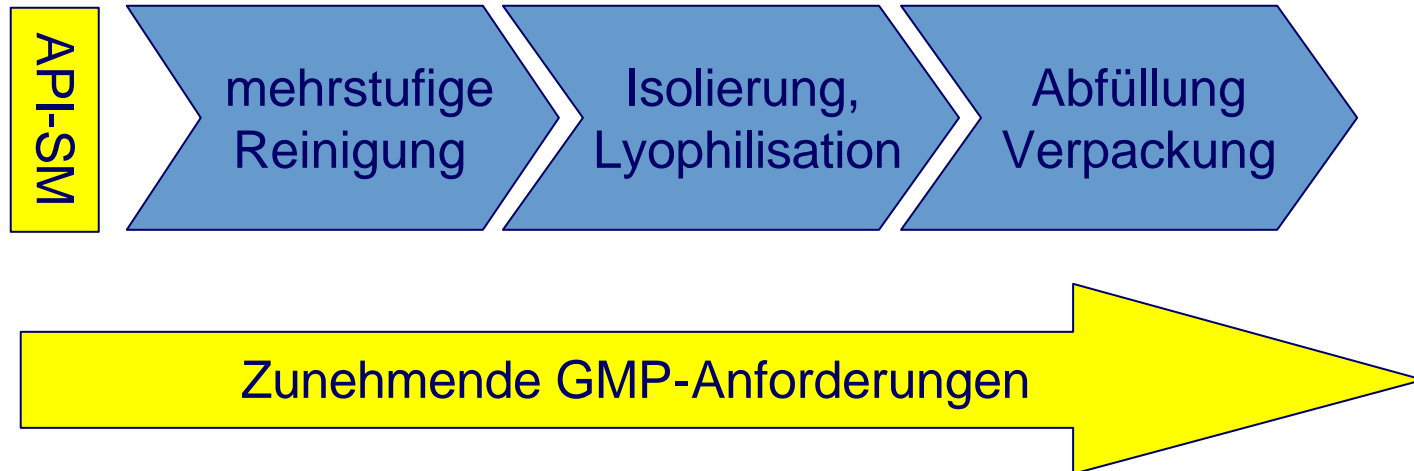 API-SM
mehrstufige
Reinigung
Isolierung,
Lyophilisation
Abfüllung
Verpackung
Zunehmende GMP-Anforderungen